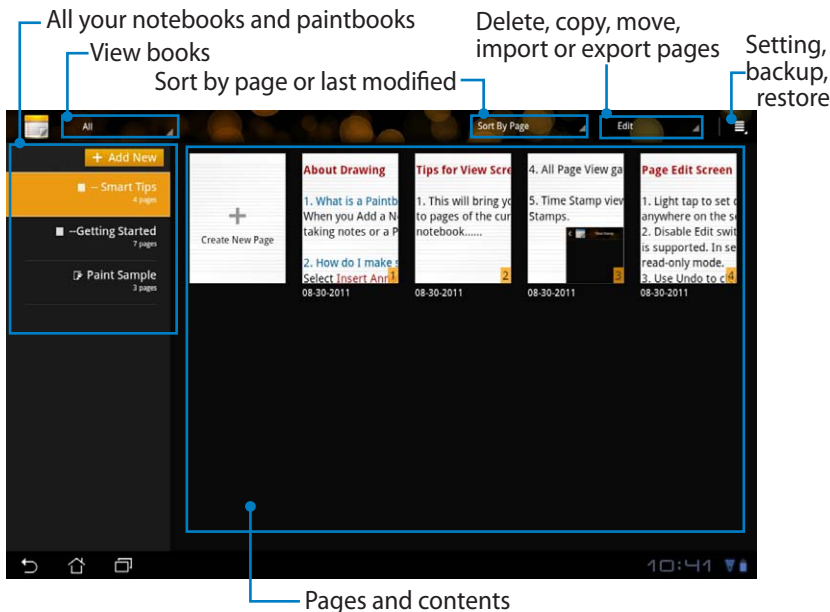 All your notebooks and paintbooks
View books
Sort by page or last modified
Delete, copy, move,
import or export pages
Setting,
backup,
restore
All
Sort By Page
Edit
+ Add New
-- Smart Tips
4 pages
--Getting Started
7 pages
Paint Sample
3 pages
Create New Page
About Drawing
1. What is a Paintb
When you Add a N
taking notes or a P
2. How do I make s
Select Insert Ann
1
08-30-2011
Tips for View Scre
1. This will bring yo
to pages of the cur
notebook......
2
08-30-2011
4. All Page View ga
5. Time Stamp view
Stamps.
3
08-30-2011
Page Edit Screen
1. Light tap to set c
anywhere on the s
2. Disable Edit swit
is supported. In se
read-only mode.
3. Use Undo to c
4
08-30-2011
10:41
Pages and contents